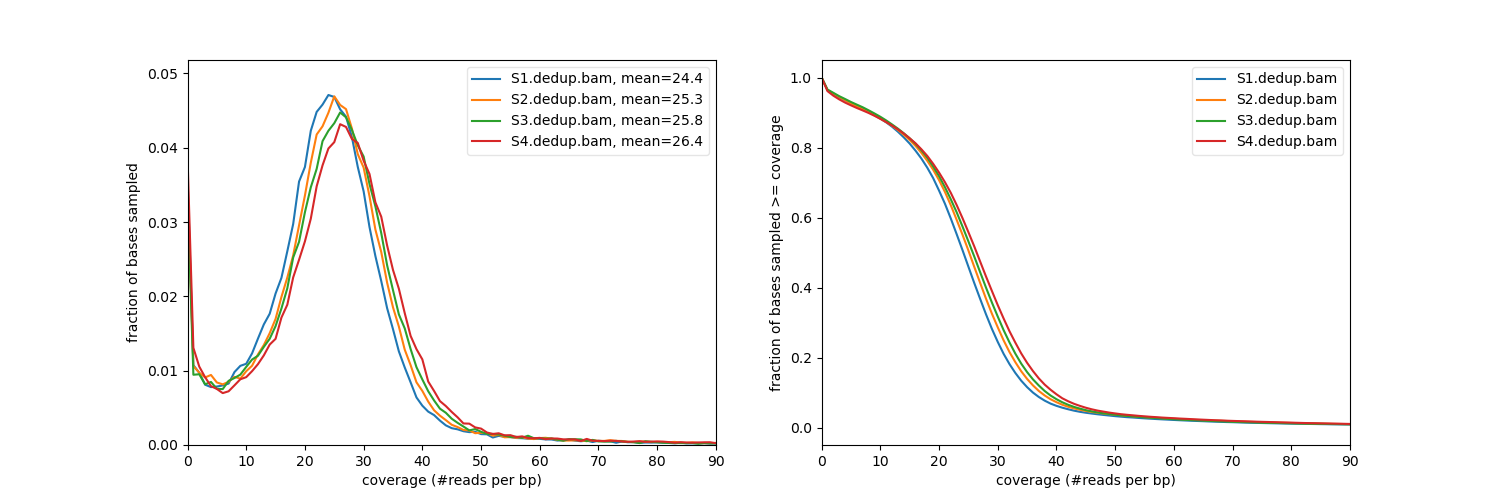 0.05
0.04
0.03
0.02
0.01
0.00
fraction of bases sampled
0 10 20 30 40 50 60 70 80 90
coverage (#reads per bp)
S1.dedup.bam, mean=24.4
S2.dedup.bam, mean=25.3
S3.dedup.bam, mean=25.8
S4.dedup.bam, mean=26.4
1.0
0.8
0.6
0.4
0.2
0.0
fraction of bases sampled >= coverage
0 10 20 30 40 50 60 70 80 90
coverage (#reads per bp)
S1.dedup.bam
S2.dedup.bam
S3.dedup.bam
S4.dedup.bam